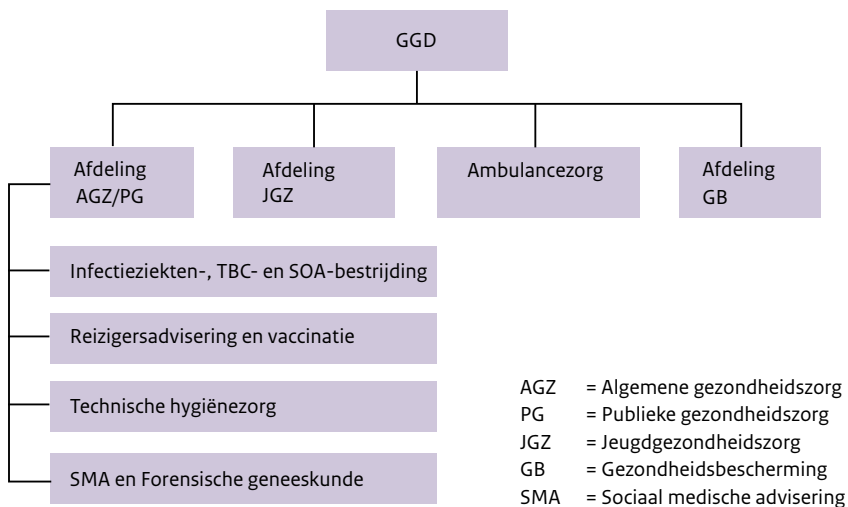 GGD
Afdeling
AGZ/PG
Afdeling
JGZ
Ambulancezorg
Afdeling
GB
Infectieziekten-, TBC- en SOA-bestrijding
Reizigersadvisering en vaccinatie
Technische hygiënezorg
SMA en Forensische geneeskunde
AGZ = Algemene gezondheidszorg
PG = Publieke gezondheidszorg
JGZ = Jeugdgezondheidszorg
GB = Gezondheidsbescherming
SMA = Sociaal medische advisering